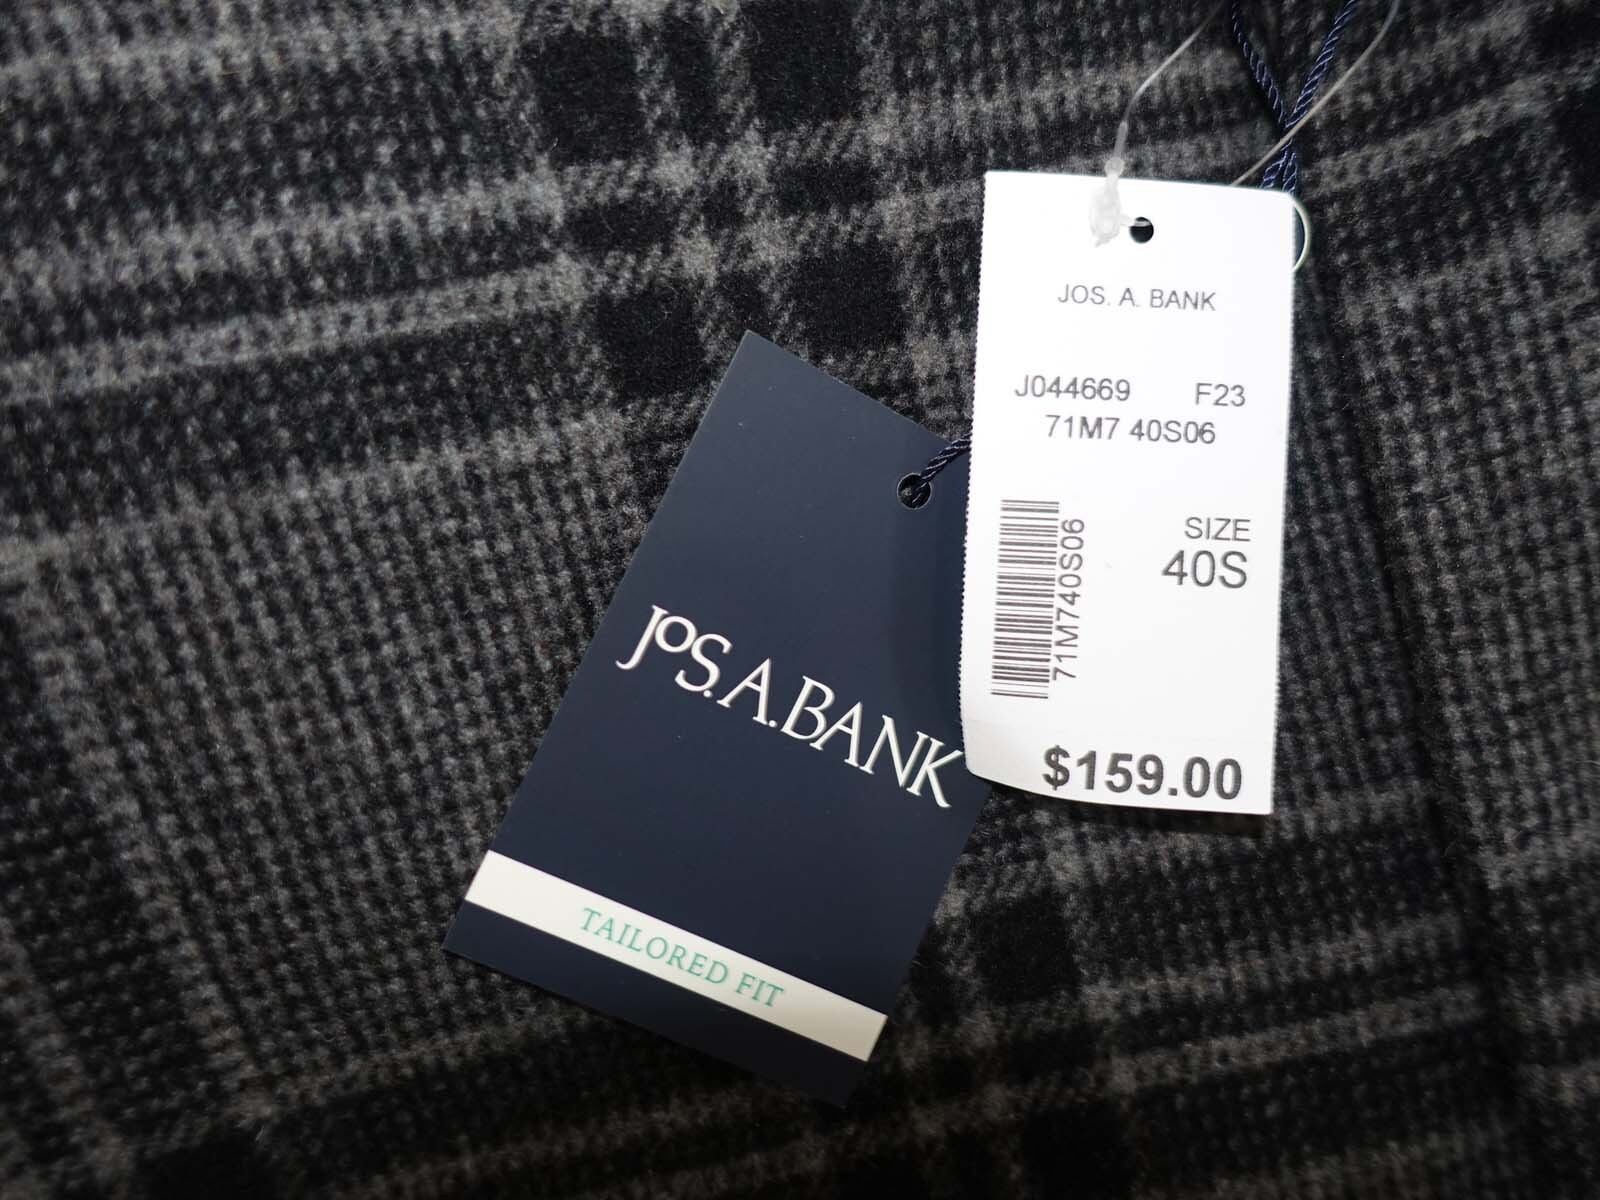 JOS. A. BANK
J044669 F23
71M7 40S06
71M740S06
SIZE
40S
$159.00
JOS. A. BANK
TAILORED FIT